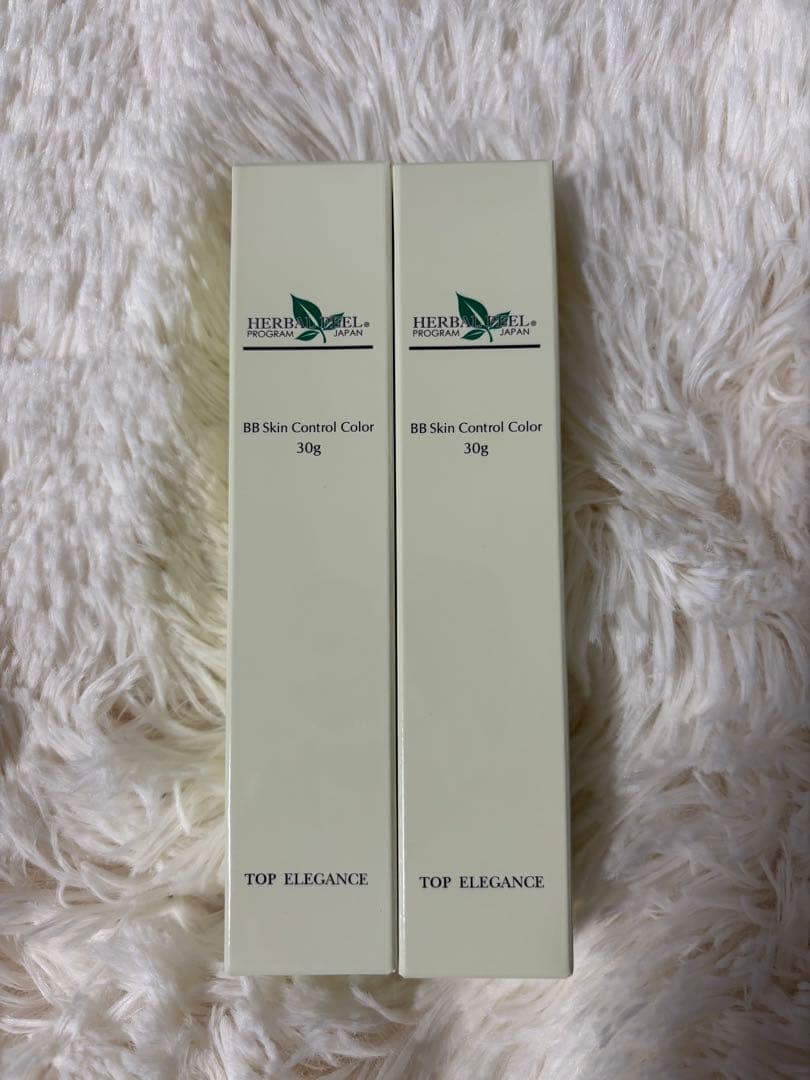 HERBAL PEEL®
PROGRAM JAPAN
BB Skin Control Color
30g
TOP ELEGANCE
HERBAL PEEL®
PROGRAM JAPAN
BB Skin Control Color
30g
TOP ELEGANCE